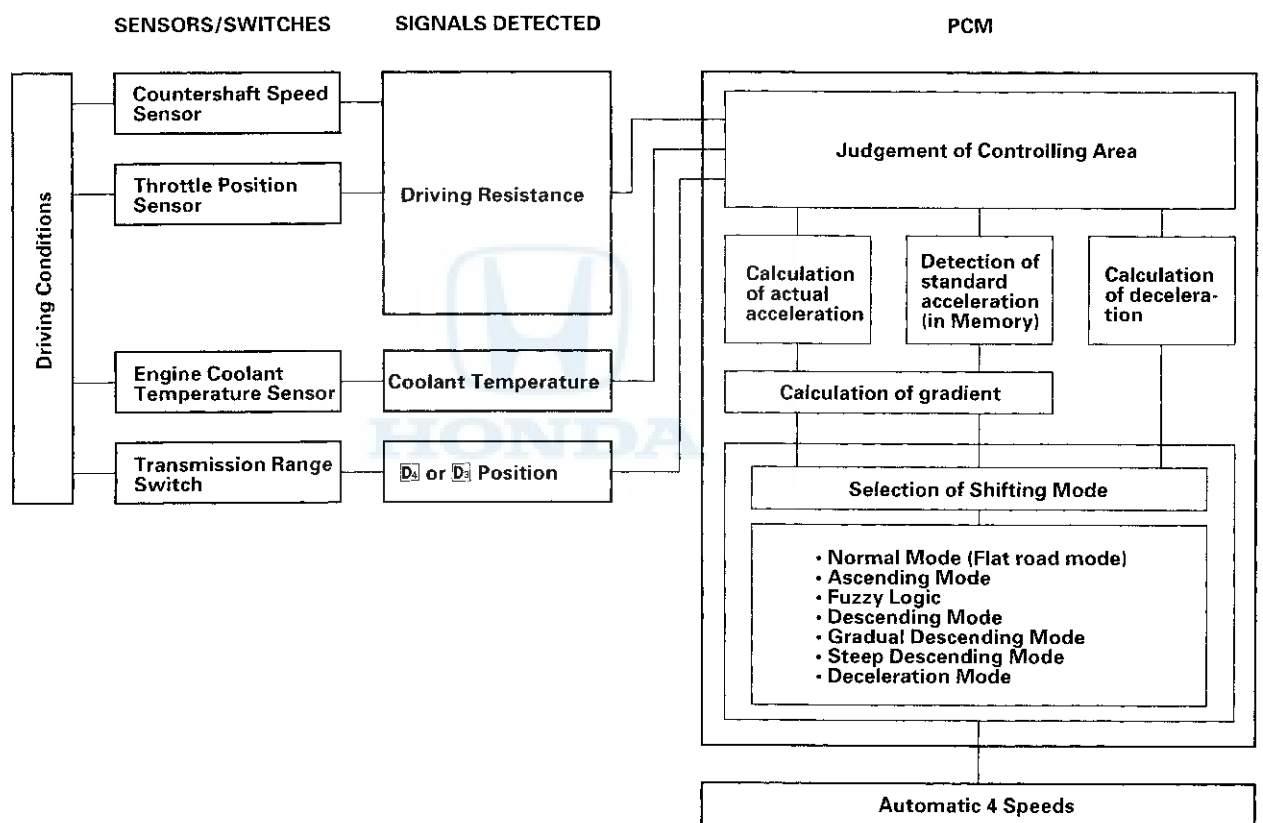 SENSORS/SWITCHES
SIGNALS DETECTED
PCM
Driving Conditions
Countershaft Speed
Sensor
Throttle Position
Sensor
Driving Resistance
Engine Coolant
Temperature Sensor
Coolant Temperature
Transmission Range
Switch
D4 or D3 Position
Judgement of Controlling Area
Calculation
of actual
acceleration
Detection of
standard
acceleration
(in Memory)
Calculation
of decelera-
tion
Calculation of gradient
Selection of Shifting Mode
• Normal Mode (Flat road mode)
• Ascending Mode
• Fuzzy Logic
• Descending Mode
• Gradual Descending Mode
• Steep Descending Mode
• Deceleration Mode
Automatic 4 Speeds
HONDA